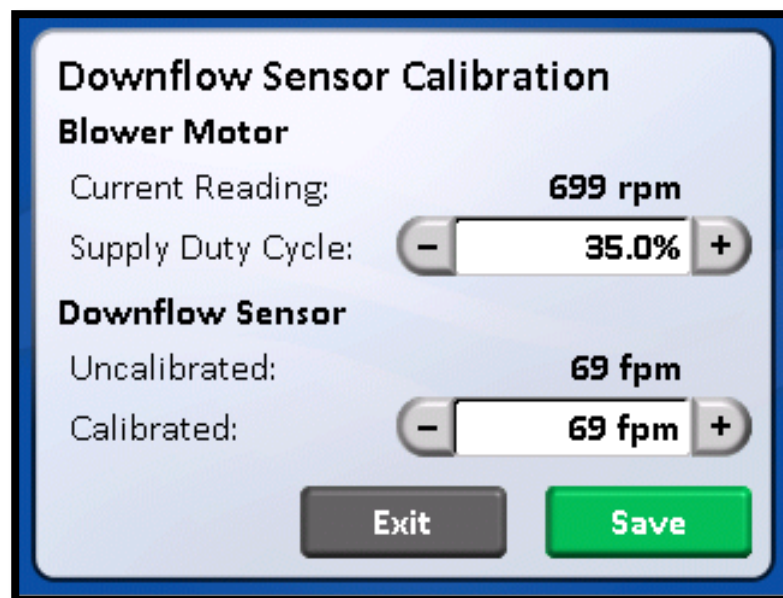 Downflow Sensor Calibration
Blower Motor
Current Reading: 699 rpm
Supply Duty Cycle: - 35.0% +
Downflow Sensor
Uncalibrated: 69 fpm
Calibrated: - 69 fpm +
Exit Save